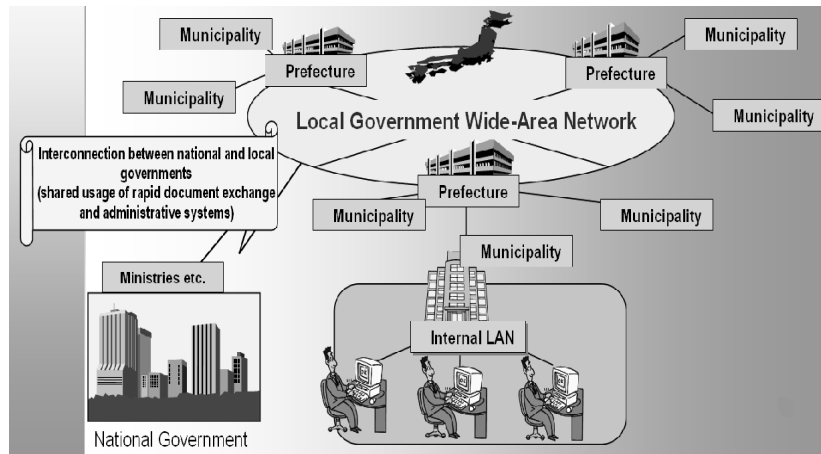 Municipality
Municipality
Prefecture
Prefecture
Municipality
Municipality
Local Government Wide-Area Network
Interconnection between national and local
governments
(shared usage of rapid document exchange
and administrative systems)
Prefecture
Municipality
Municipality
Municipality
Ministries etc.
Internal LAN
National Government